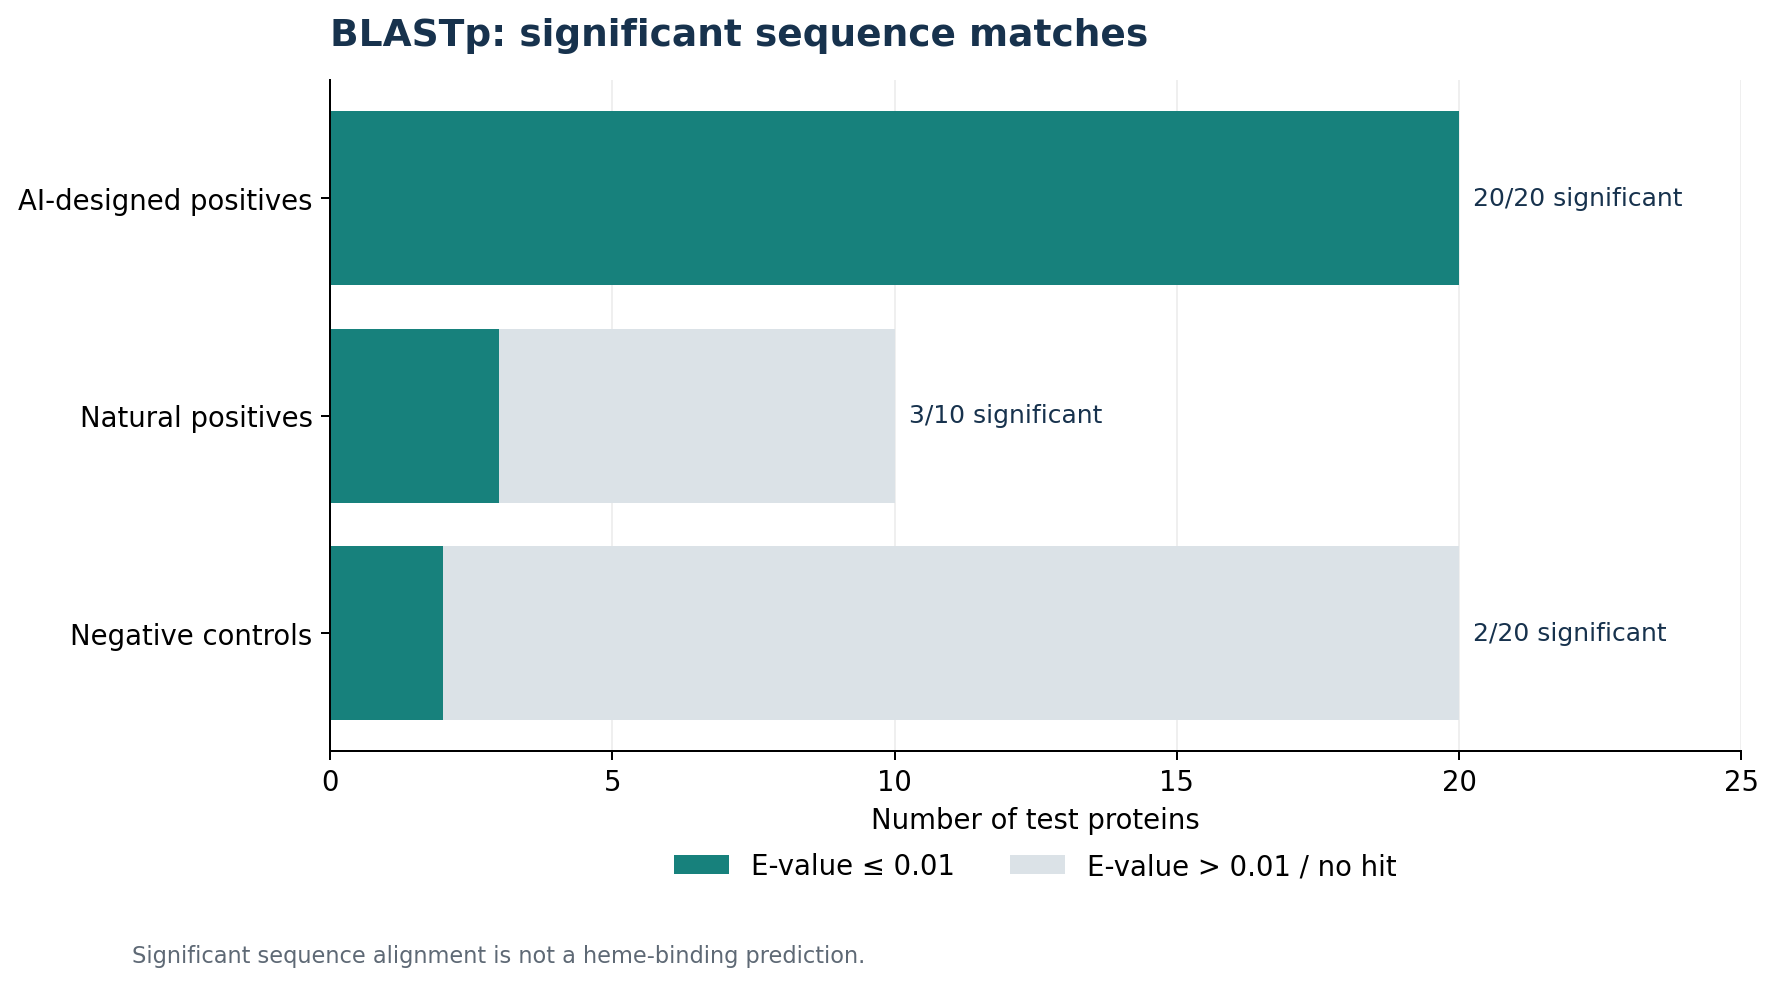 BLASTp: significant sequence matches
AI-designed positives
20/20 significant
Natural positives
3/10 significant
Negative controls
2/20 significant
0 5 10 15 20 25
Number of test proteins
E-value ≤ 0.01 E-value > 0.01 / no hit
Significant sequence alignment is not a heme-binding prediction.